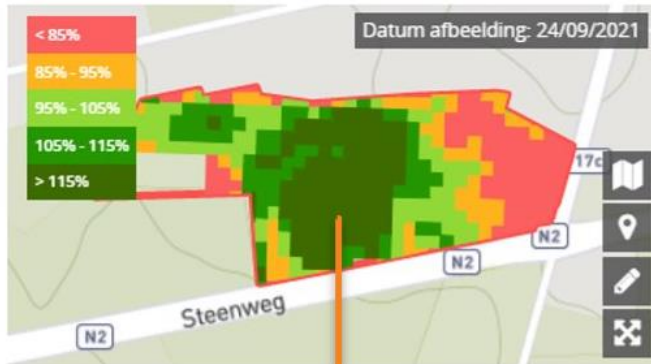 < 85%
Datum afbeelding: 24/09/2021
85% - 95%
95% - 105%
105% - 115%
> 115%
17c
N2
N2
Steenweg
N2